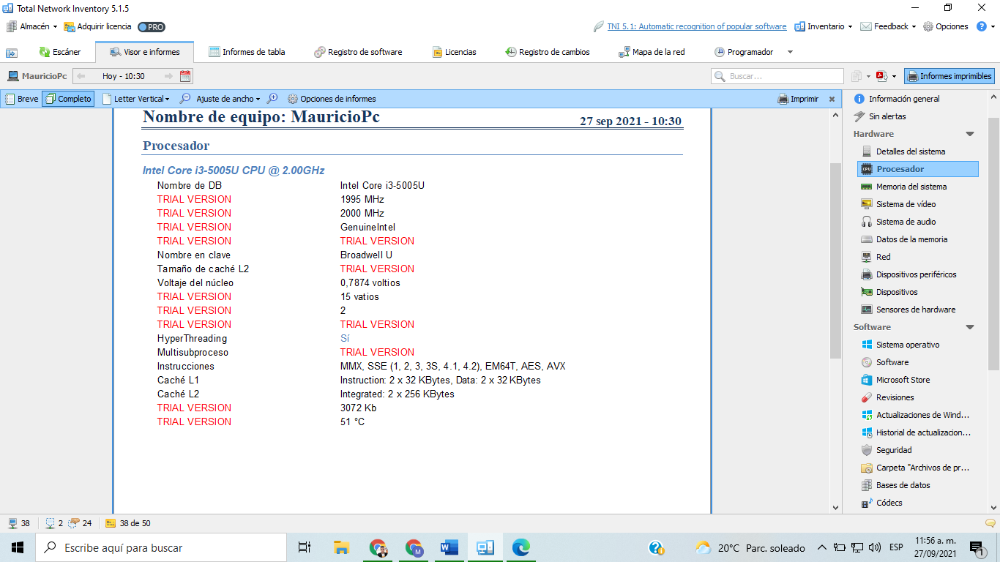 Total Network Inventory 5.1.5
Almacén Adquirir licencia PRO TNI 5.1: Automatic recognition of popular software Inventario Feedback Opciones
Escáner Visor e informes Informes de tabla Registro de software Licencias Registro de cambios Mapa de la red Programador
MauricioPc Hoy - 10:30 Buscar... Informes imprimibles
Breve Completo Letter Vertical Ajuste de ancho Opciones de informes Imprimir
Nombre de equipo: MauricioPc 27 sep 2021 - 10:30
Procesador
Intel Core i3-5005U CPU @ 2.00GHz
Nombre de DB Intel Core i3-5005U
TRIAL VERSION 1995 MHz
TRIAL VERSION 2000 MHz
TRIAL VERSION GenuineIntel
TRIAL VERSION TRIAL VERSION
Nombre en clave Broadwell U
Tamaño de caché L2 TRIAL VERSION
Voltaje del núcleo 0,7874 voltios
TRIAL VERSION 15 vatios
TRIAL VERSION 2
TRIAL VERSION TRIAL VERSION
HyperThreading Sí
Multisubproceso TRIAL VERSION
Instrucciones MMX, SSE (1, 2, 3, 3S, 4.1, 4.2), EM64T, AES, AVX
Caché L1 Instruction: 2 x 32 KBytes, Data: 2 x 32 KBytes
Caché L2 Integrated: 2 x 256 KBytes
TRIAL VERSION 3072 Kb
TRIAL VERSION 51 °C
Información general
Sin alertas
Hardware
Detalles del sistema
CPU Procesador
Memoria del sistema
Sistema de vídeo
Sistema de audio
Datos de la memoria
Red
Dispositivos periféricos
Dispositivos
Sensores de hardware
Software
Sistema operativo
Software
Microsoft Store
Revisiones
Actualizaciones de Wind...
Historial de actualizacion...
Seguridad
Carpeta "Archivos de pr...
Bases de datos
Códecs
38 2 24 38 de 50
Escribe aquí para buscar M W 20°C Parc. soleado ESP 11:56 a. m.
27/09/2021 1